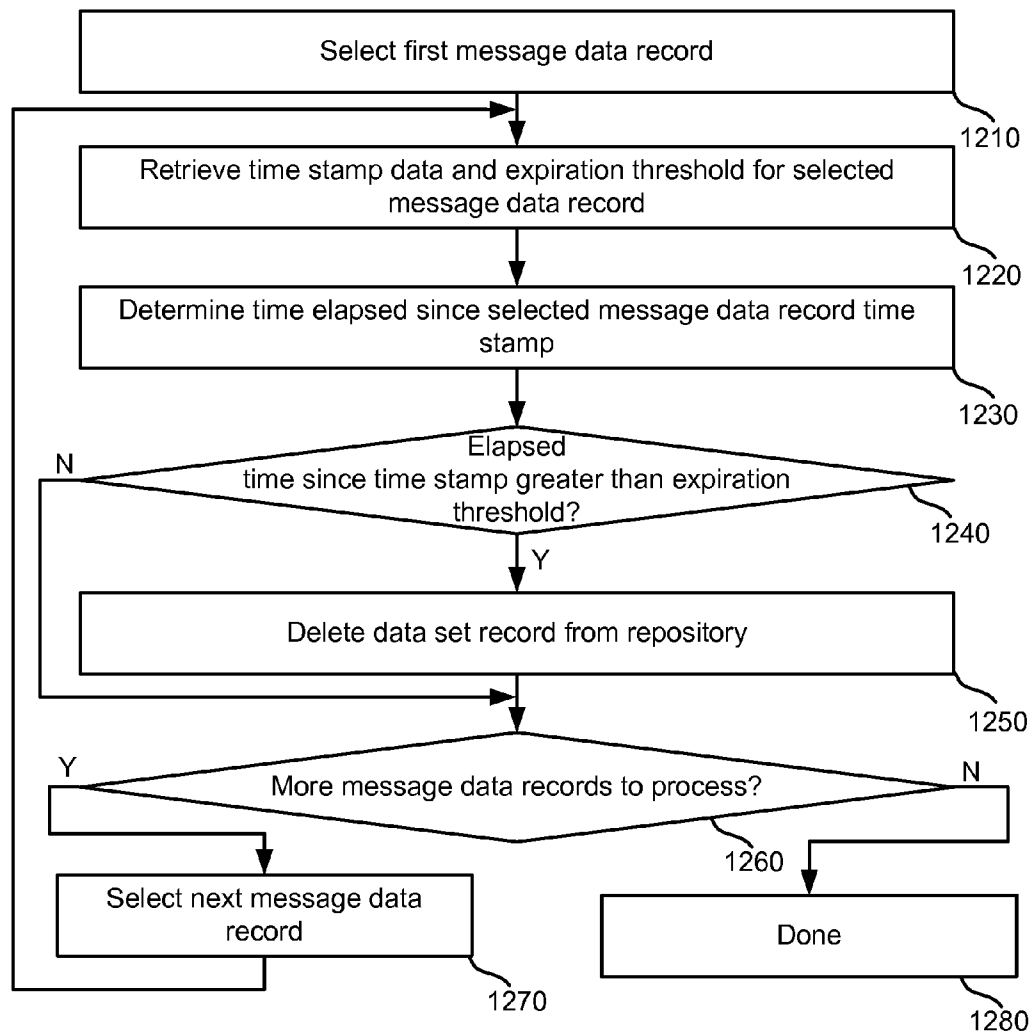 Select first message data record
1210
Retrieve time stamp data and expiration threshold for selected
message data record
1220
Determine time elapsed since selected message data record time
stamp
1230
N
Elapsed
time since time stamp greater than expiration
threshold?
1240
Y
Delete data set record from repository
1250
Y
More message data records to process?
N
1260
Select next message data
record
1270
Done
1280